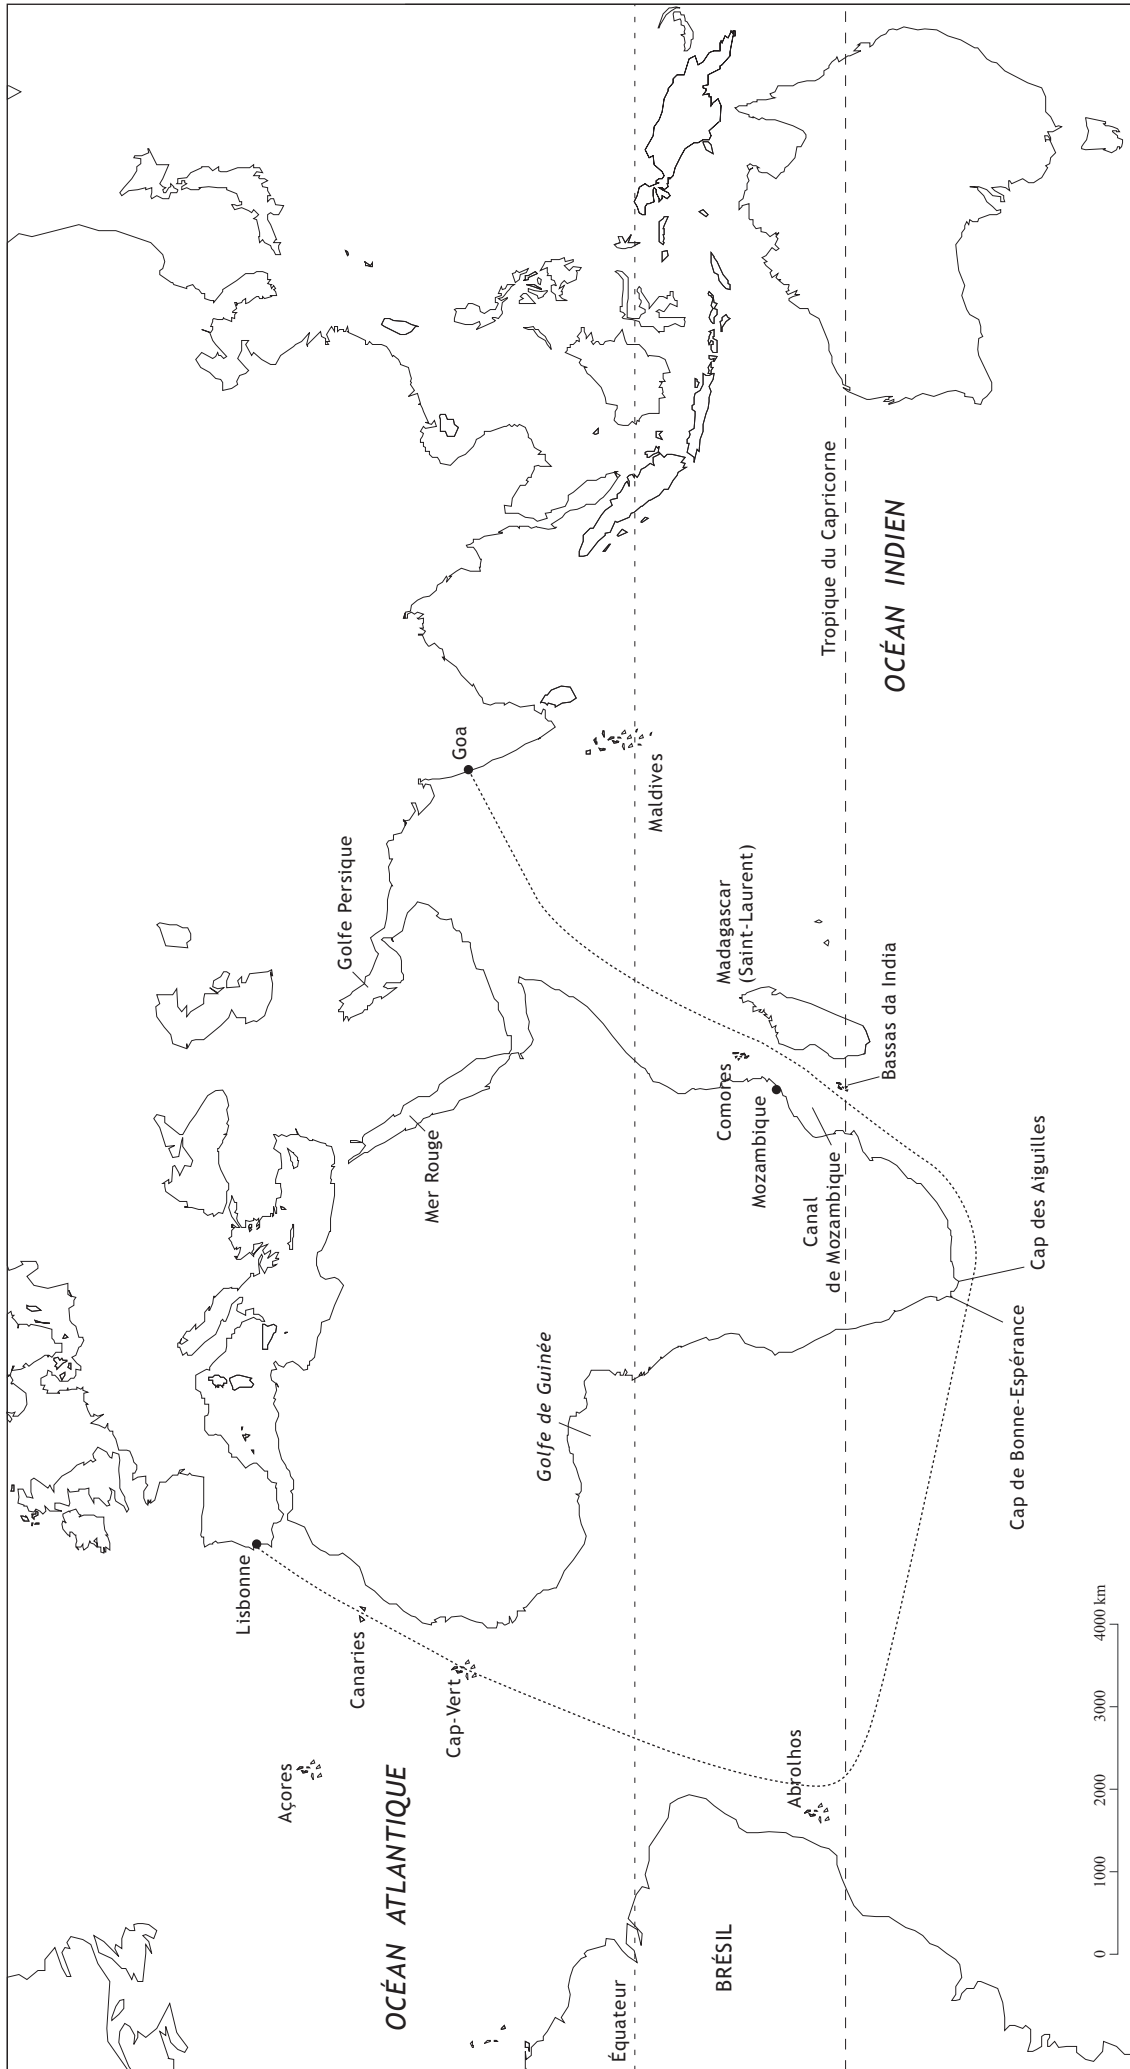 Lisbonne
Açores
Canaries
OCÉAN ATLANTIQUE
Cap-Vert
Golfe Persique
Mer Rouge
Goa
Golfe de Guinée
Équateur
Maldives
BRÉSIL
Comores
Madagascar
(Saint-Laurent)
Mozambique
Abrolhos
Canal
de Mozambique
Tropique du Capricorne
Bassas da India
OCÉAN INDIEN
Cap de Bonne-Espérance
Cap des Aiguilles
0 1000 2000 3000 4000 km